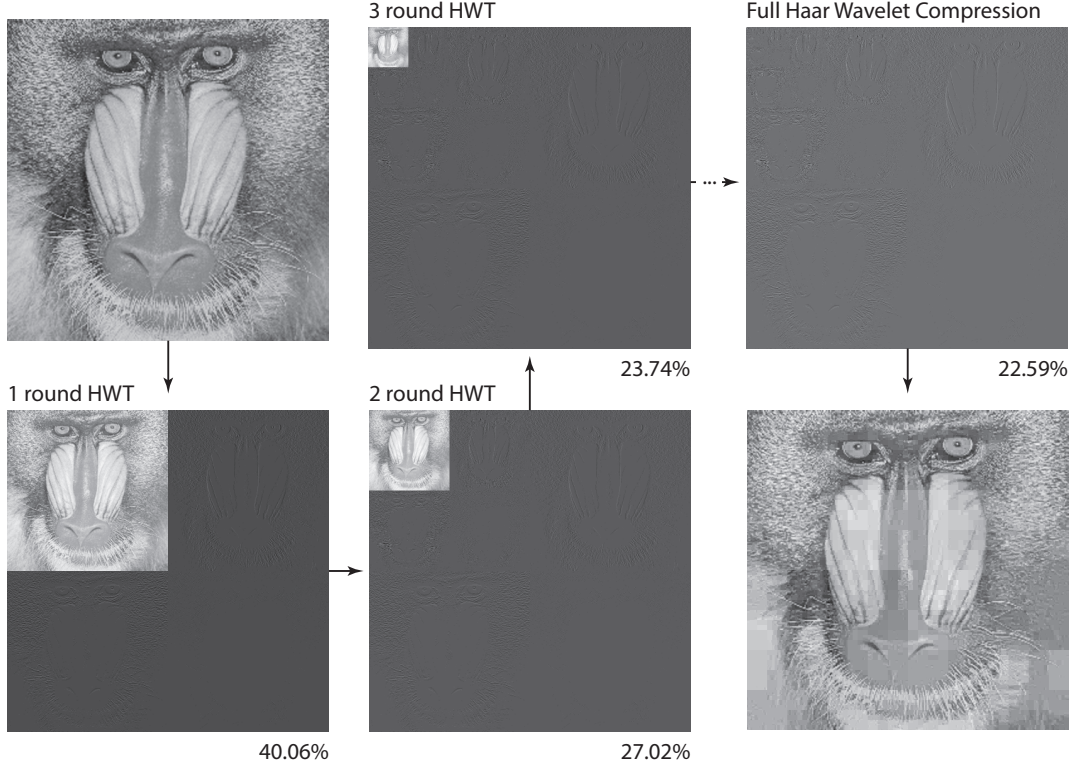 3 round HWT
Full Haar Wavelet Compression
...
23.74%
22.59%
1 round HWT
2 round HWT
40.06%
27.02%